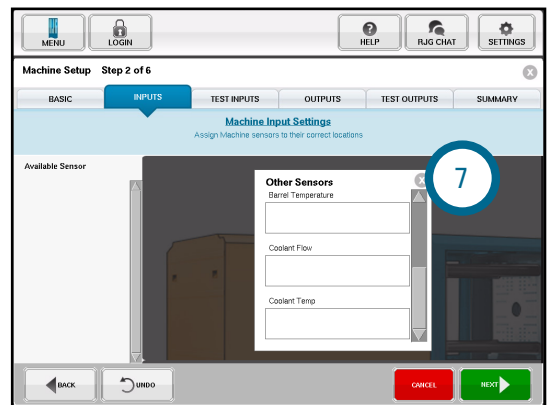 MENU
LOGIN
HELP
RJG CHAT
SETTINGS
Machine Setup Step 2 of 6
BASIC
INPUTS
TEST INPUTS
OUTPUTS
TEST OUTPUTS
SUMMARY
Machine Input Settings
Assign Machine sensors to their correct locations
Available Sensor
7
Other Sensors
Barrel Temperature
Coolant Flow
Coolant Temp
BACK
UNDO
CANCEL
NEXT